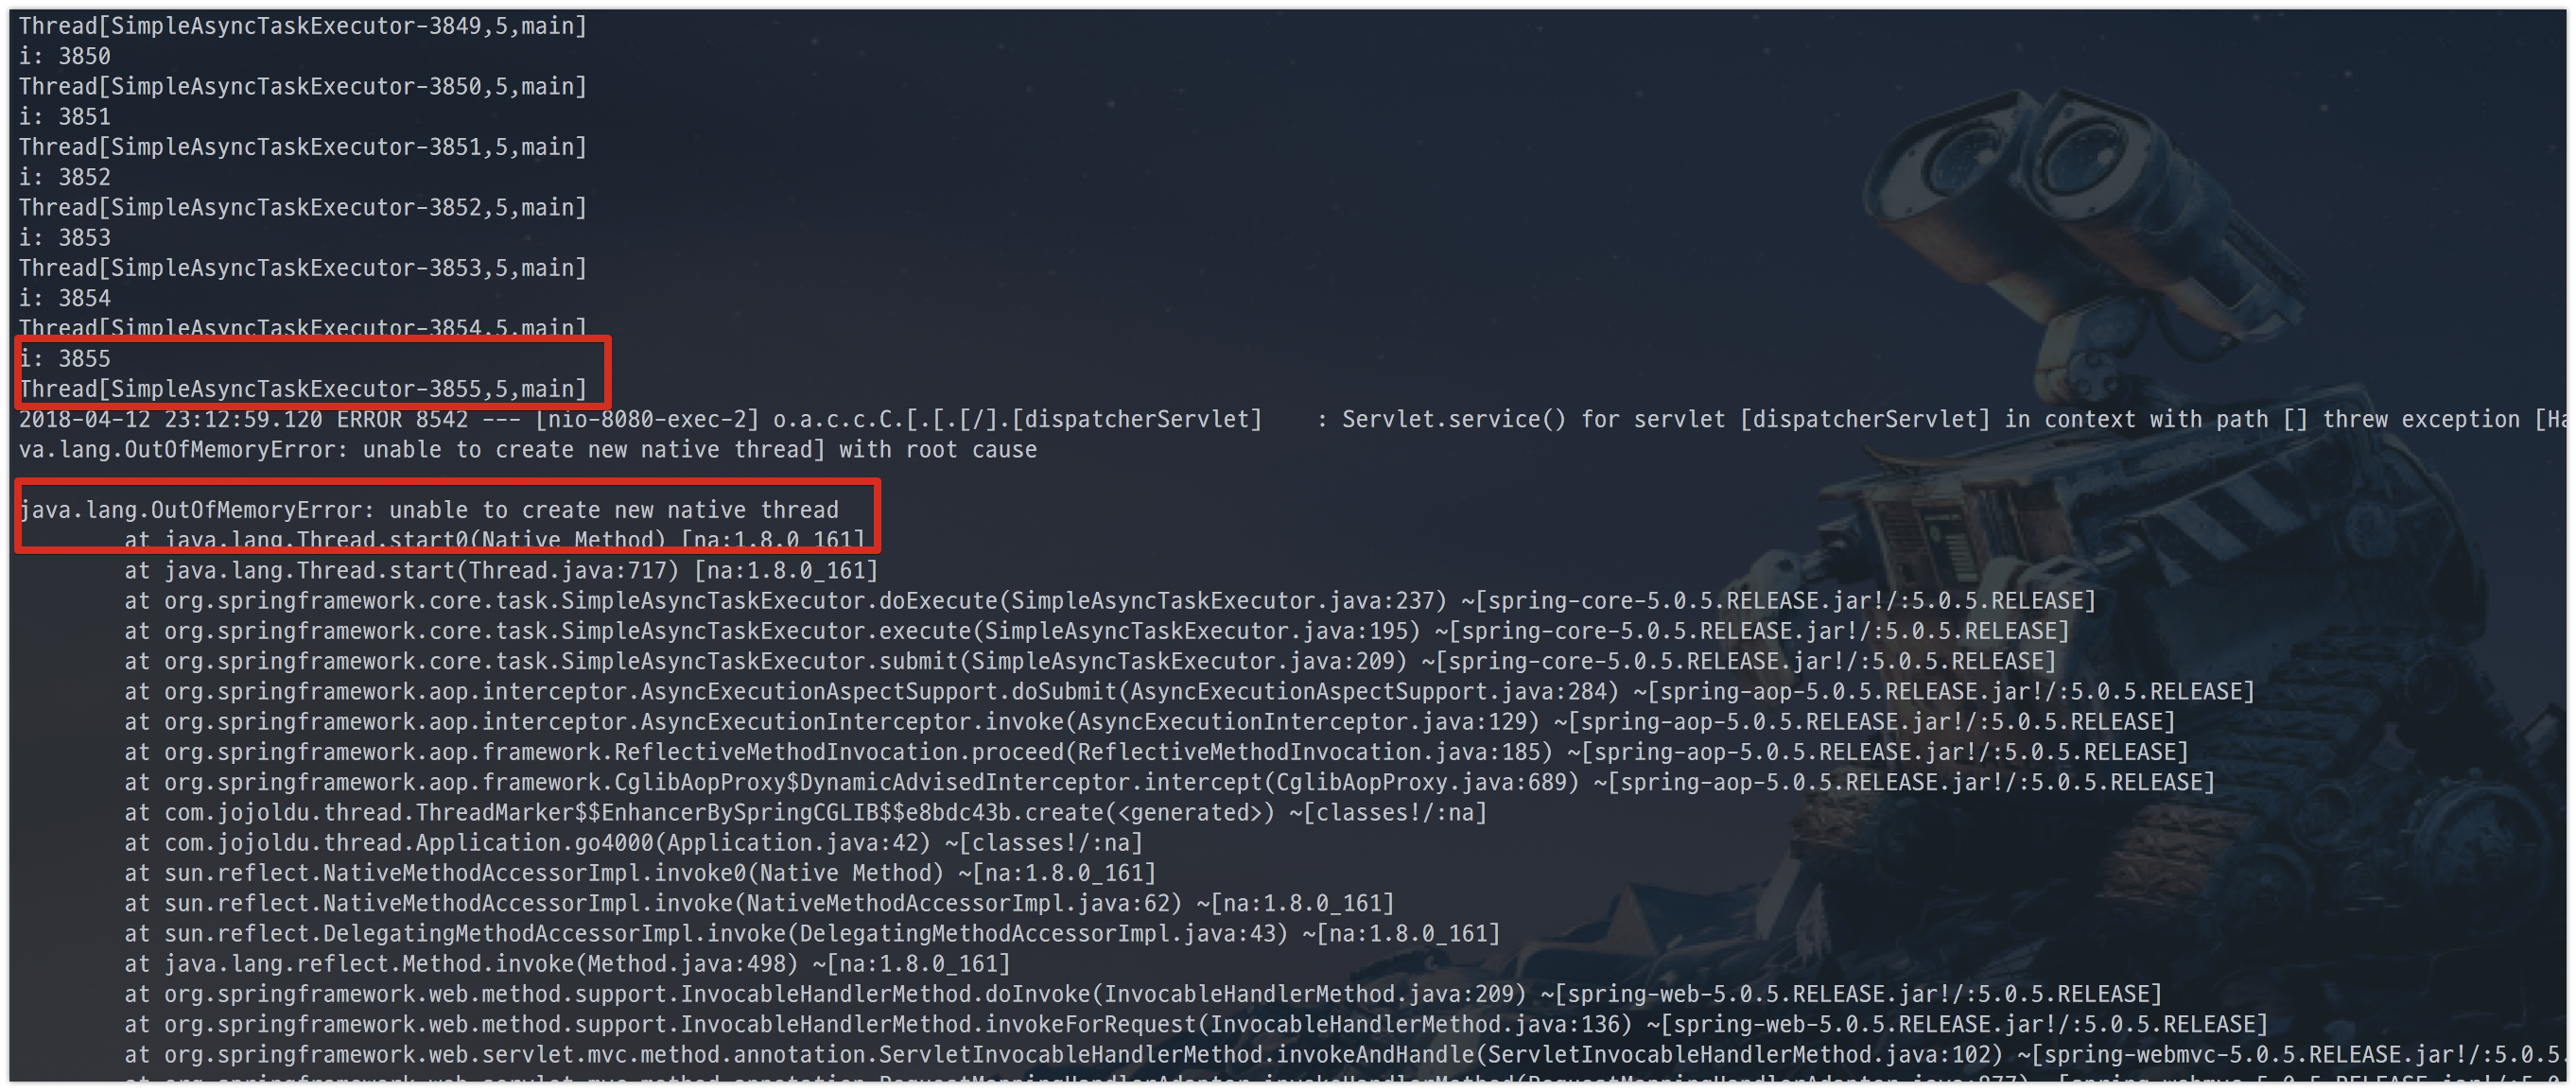 Thread[SimpleAsyncTaskExecutor-3849,5,main]
i: 3850
Thread[SimpleAsyncTaskExecutor-3850,5,main]
i: 3851
Thread[SimpleAsyncTaskExecutor-3851,5,main]
i: 3852
Thread[SimpleAsyncTaskExecutor-3852,5,main]
i: 3853
Thread[SimpleAsyncTaskExecutor-3853,5,main]
i: 3854
Thread[SimpleAsyncTaskExecutor-3854,5,main]
i: 3855
Thread[SimpleAsyncTaskExecutor-3855,5,main]
2018-04-12 23:12:59.120 ERROR 8542 --- [nio-8080-exec-2] o.a.c.c.C.[.[.[/].[dispatcherServlet]    : Servlet.service() for servlet [dispatcherServlet] in context with path [] threw exception [Ha
va.lang.OutOfMemoryError: unable to create new native thread] with root cause
java.lang.OutOfMemoryError: unable to create new native thread
at java.lang.Thread.start0(Native Method) [na:1.8.0_161]
at java.lang.Thread.start(Thread.java:717) [na:1.8.0_161]
at org.springframework.core.task.SimpleAsyncTaskExecutor.doExecute(SimpleAsyncTaskExecutor.java:237) ~[spring-core-5.0.5.RELEASE.jar!/:5.0.5.RELEASE]
at org.springframework.core.task.SimpleAsyncTaskExecutor.execute(SimpleAsyncTaskExecutor.java:195) ~[spring-core-5.0.5.RELEASE.jar!/:5.0.5.RELEASE]
at org.springframework.core.task.SimpleAsyncTaskExecutor.submit(SimpleAsyncTaskExecutor.java:209) ~[spring-core-5.0.5.RELEASE.jar!/:5.0.5.RELEASE]
at org.springframework.aop.interceptor.AsyncExecutionAspectSupport.doSubmit(AsyncExecutionAspectSupport.java:284) ~[spring-aop-5.0.5.RELEASE.jar!/:5.0.5.RELEASE]
at org.springframework.aop.interceptor.AsyncExecutionInterceptor.invoke(AsyncExecutionInterceptor.java:129) ~[spring-aop-5.0.5.RELEASE.jar!/:5.0.5.RELEASE]
at org.springframework.aop.framework.ReflectiveMethodInvocation.proceed(ReflectiveMethodInvocation.java:185) ~[spring-aop-5.0.5.RELEASE.jar!/:5.0.5.RELEASE]
at org.springframework.aop.framework.CglibAopProxy$DynamicAdvisedInterceptor.intercept(CglibAopProxy.java:689) ~[spring-aop-5.0.5.RELEASE.jar!/:5.0.5.RELEASE]
at com.jojoldu.thread.ThreadMarker$$EnhancerBySpringCGLIB$$e8bdc43b.create(<generated>) ~[classes!/:na]
at com.jojoldu.thread.Application.go4000(Application.java:42) ~[classes!/:na]
at sun.reflect.NativeMethodAccessorImpl.invoke0(Native Method) ~[na:1.8.0_161]
at sun.reflect.NativeMethodAccessorImpl.invoke(NativeMethodAccessorImpl.java:62) ~[na:1.8.0_161]
at sun.reflect.DelegatingMethodAccessorImpl.invoke(DelegatingMethodAccessorImpl.java:43) ~[na:1.8.0_161]
at java.lang.reflect.Method.invoke(Method.java:498) ~[na:1.8.0_161]
at org.springframework.web.method.support.InvocableHandlerMethod.doInvoke(InvocableHandlerMethod.java:209) ~[spring-web-5.0.5.RELEASE.jar!/:5.0.5.RELEASE]
at org.springframework.web.method.support.InvocableHandlerMethod.invokeForRequest(InvocableHandlerMethod.java:136) ~[spring-web-5.0.5.RELEASE.jar!/:5.0.5.RELEASE]
at org.springframework.web.servlet.mvc.method.annotation.ServletInvocableHandlerMethod.invokeAndHandle(ServletInvocableHandlerMethod.java:102) ~[spring-webmvc-5.0.5.RELEASE.jar!/:5.0.5.